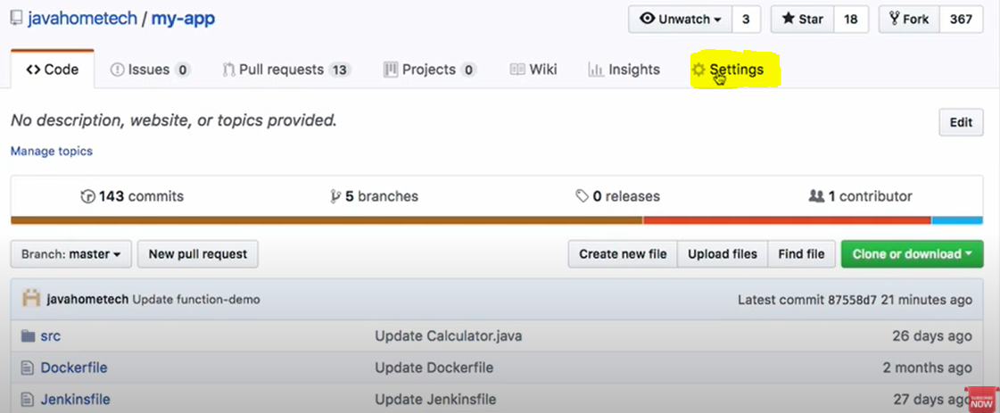 javahometech / my-app Unwatch 3 Star 18 Fork 367
Code Issues 0 Pull requests 13 Projects 0 Wiki Insights Settings
No description, website, or topics provided. Edit
Manage topics
143 commits 5 branches 0 releases 1 contributor
Branch: master New pull request Create new file Upload files Find file Clone or download
javahometech Update function-demo Latest commit 87558d7 21 minutes ago
src Update Calculator.java 26 days ago
Dockerfile Update Dockerfile 2 months ago
Jenkinsfile Update Jenkinsfile 27 days ago
SUBSCRIBE
NOW